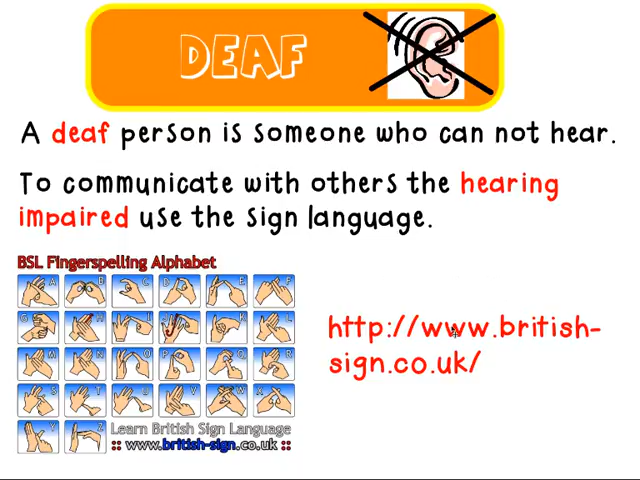 DEAF
A deaf person is someone who can not hear.
To communicate with others the hearing
impaired use the sign language.
BSL Fingerspelling Alphabet
A B C D E F
G H I J K L
M N O P Q R
S T U V W X
Y Z Learn British Sign Language
:: www.british-sign.co.uk ::
http://www.british-
sign.co.uk/